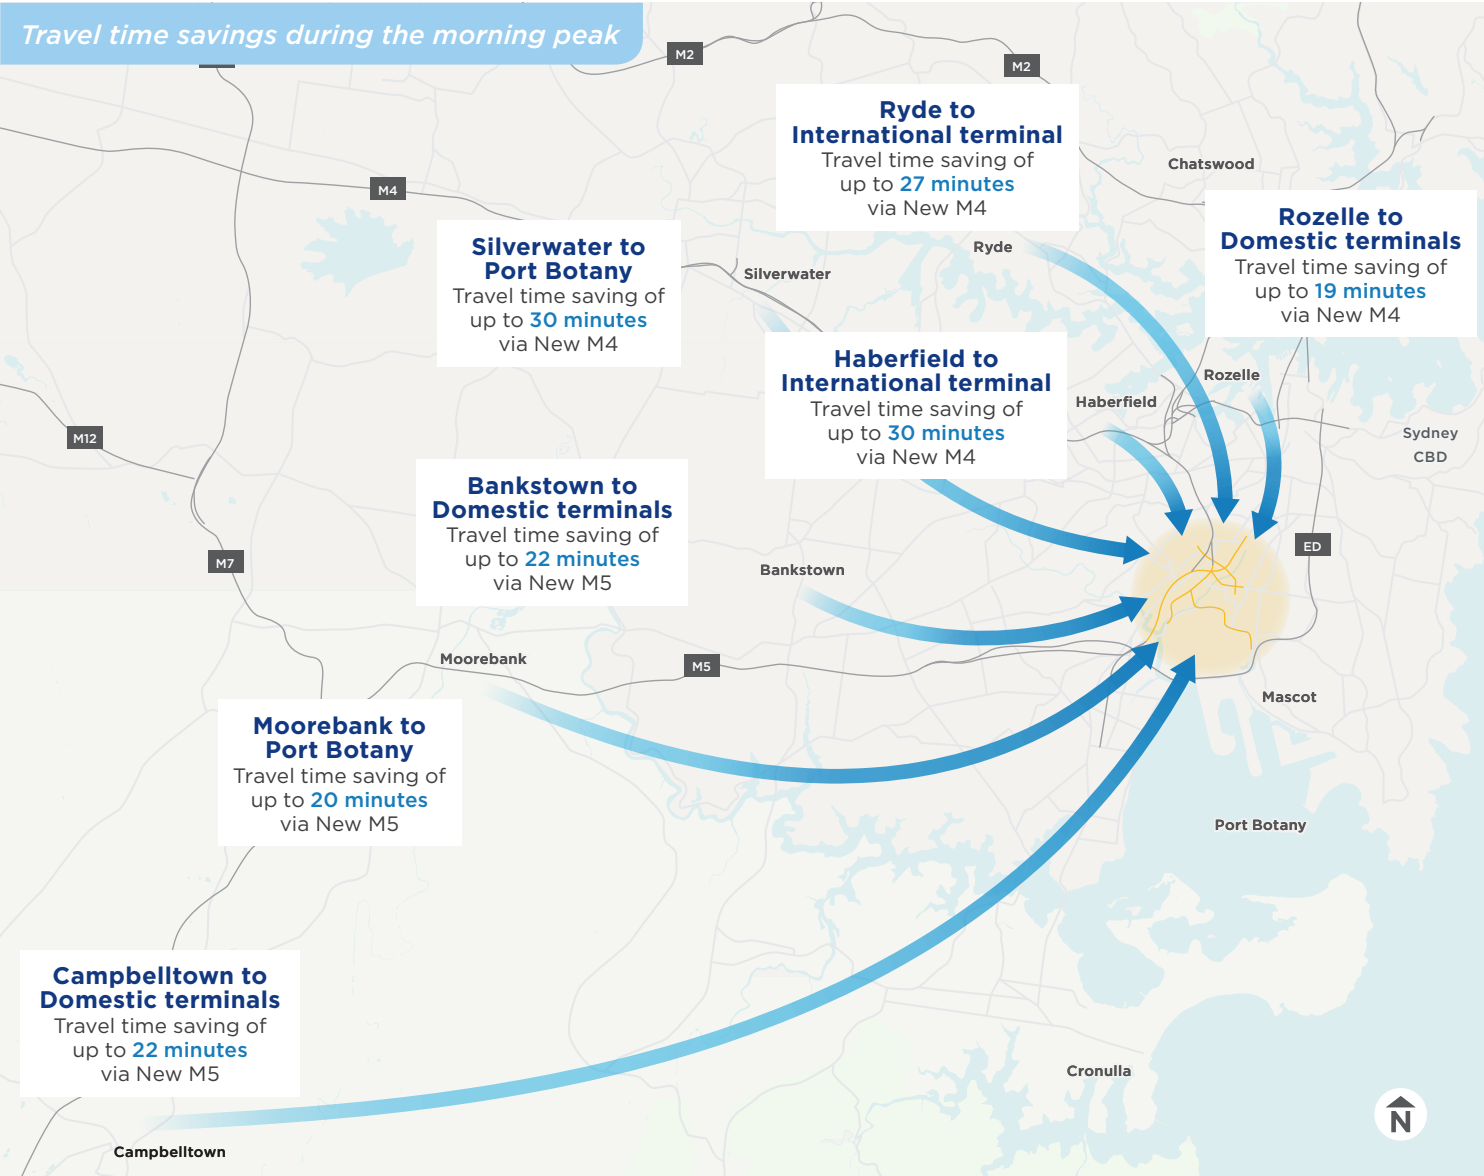 Travel time savings during the morning peak
M2
M2
Ryde to
International terminal
Travel time saving of
up to 27 minutes
via New M4
Chatswood
M4
Rozelle to
Domestic terminals
Travel time saving of
up to 19 minutes
via New M4
Silverwater to
Port Botany
Travel time saving of
up to 30 minutes
via New M4
Ryde
Silverwater
Haberfield to
International terminal
Travel time saving of
up to 30 minutes
via New M4
Rozelle
Haberfield
Sydney
CBD
M12
Bankstown to
Domestic terminals
Travel time saving of
up to 22 minutes
via New M5
ED
M7
Bankstown
Moorebank
M5
Mascot
Moorebank to
Port Botany
Travel time saving of
up to 20 minutes
via New M5
Port Botany
Campbelltown to
Domestic terminals
Travel time saving of
up to 22 minutes
via New M5
Cronulla
N
Campbelltown